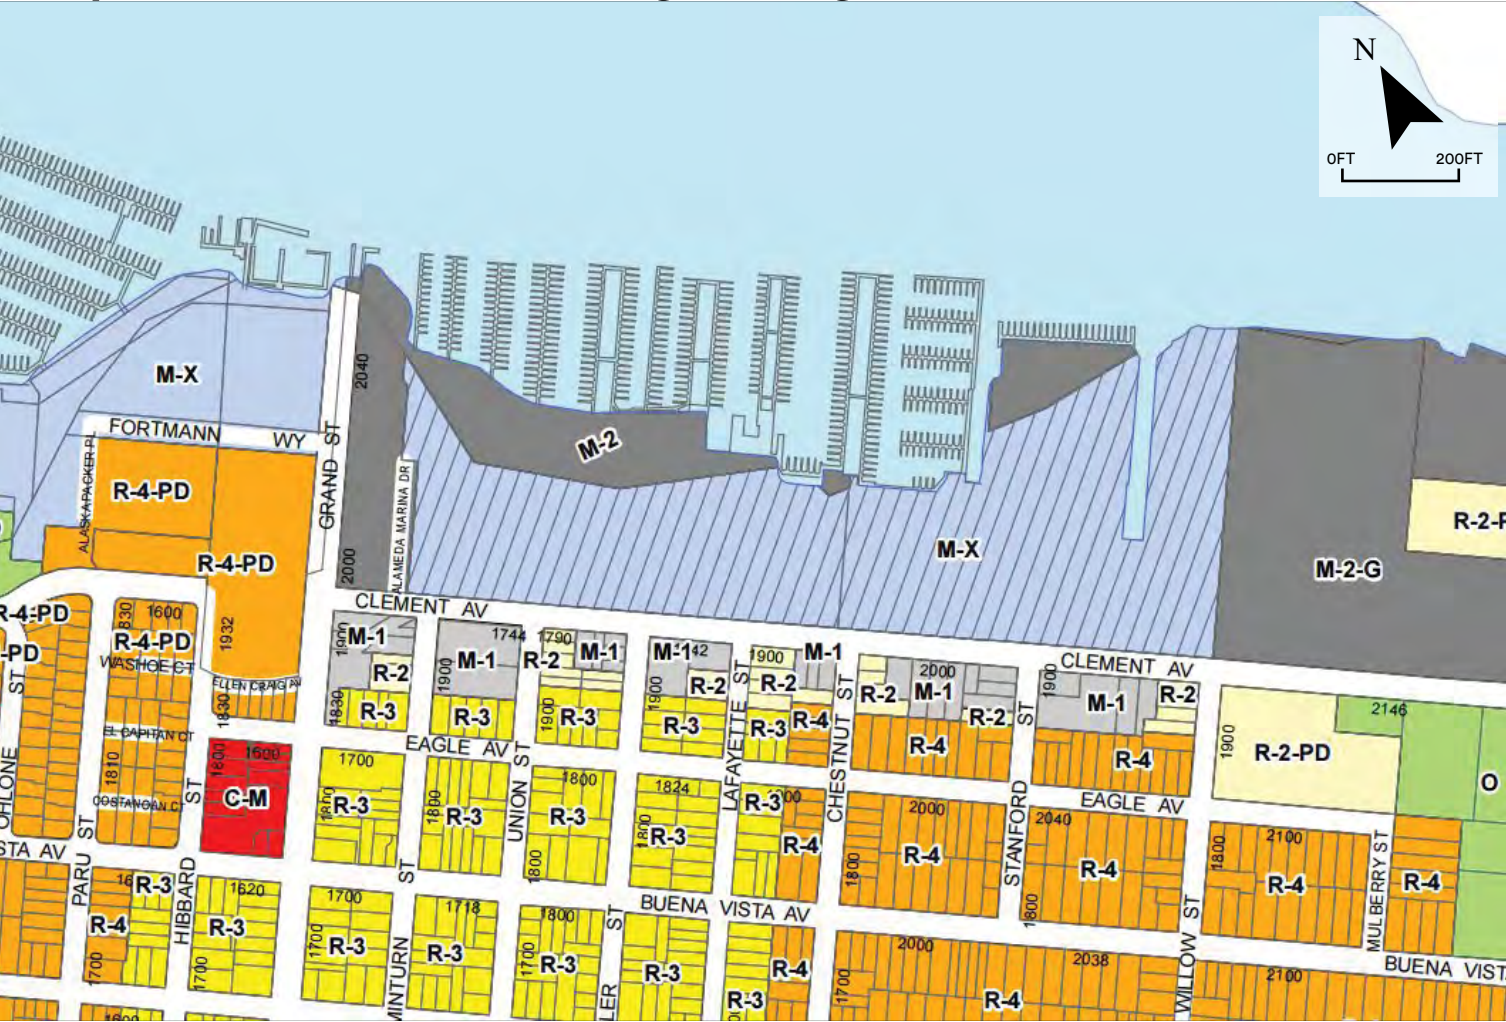 N
0FT 200FT
M-X
2040
FORTMANN WY
GRAND ST
M-2
ALASKA PACKER PL
R-4-PD
ALAMEDA MARINA DR
R-2-P
R-4-PD
2000
M-X
M-2-G
CLEMENT AV
R-4-PD
1600
R-4-PD
1932
M-1
1744
1790
M-1
M-1
M-1
-PD
WASHOE CT
R-2
M-1
R-2
1900
R-2
1900
R-2
2000
M-1
R-2
CLEMENT AV
1900
M-1
R-2
ELLEN CRAIG AV
1830
1830
R-3
1900
R-3
1900
R-3
1900
R-3
R-3
R-4
R-4
R-4
2146
R-2-PD
1900
O
EL CAPITAN CT
1810
COSTANOAN CT
OHLONE ST
1800
1600
C-M
EAGLE AV
1700
R-3
1800
R-3
1800
UNION ST
1800
R-3
1800
1824
R-3
1800
LAFAYETTE ST
R-3
R-4
CHESTNUT ST
2000
R-4
1800
STANFORD ST
EAGLE AV
2040
R-4
1800
2100
R-4
1800
MULBERRY ST
R-4
STA AV
PARU ST
HIBBARD ST
R-3
R-4
1700
1620
R-3
1700
1700
R-3
1700
MINTURN ST
1718
R-3
1800
R-3
1700
LER ST
R-3
BUENA VISTA AV
R-3
R-4
2000
2038
R-4
1700
WILLOW ST
2100
BUENA VIST